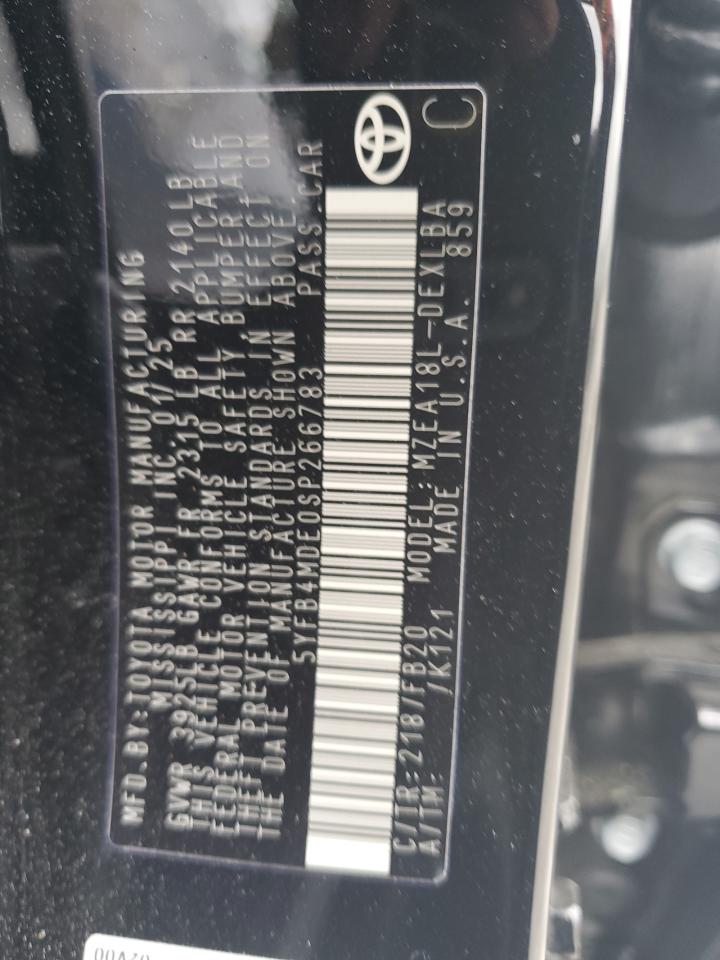 MFD.BY:TOYOTA MOTOR MANUFACTURING
MISSISSIPPI INC 01/25
GVWR 3925LB GAWR FR 2315 LB RR 2140 LB
THIS VEHICLE CONFORMS TO ALL APPLICABLE
FEDERAL MOTOR VEHICLE SAFETY,BUMPER,AND
THEFT PREVENTION STANDARDS IN EFFECT ON
THE DATE OF MANUFACTURE SHOWN ABOVE.
5YFB4MDE0SP266783 PASS.CAR
C/TR:218/FB20 MODEL:MZEA18L-DEXLBA
A/TM: /K121 MADE IN U.S.A. 859
C